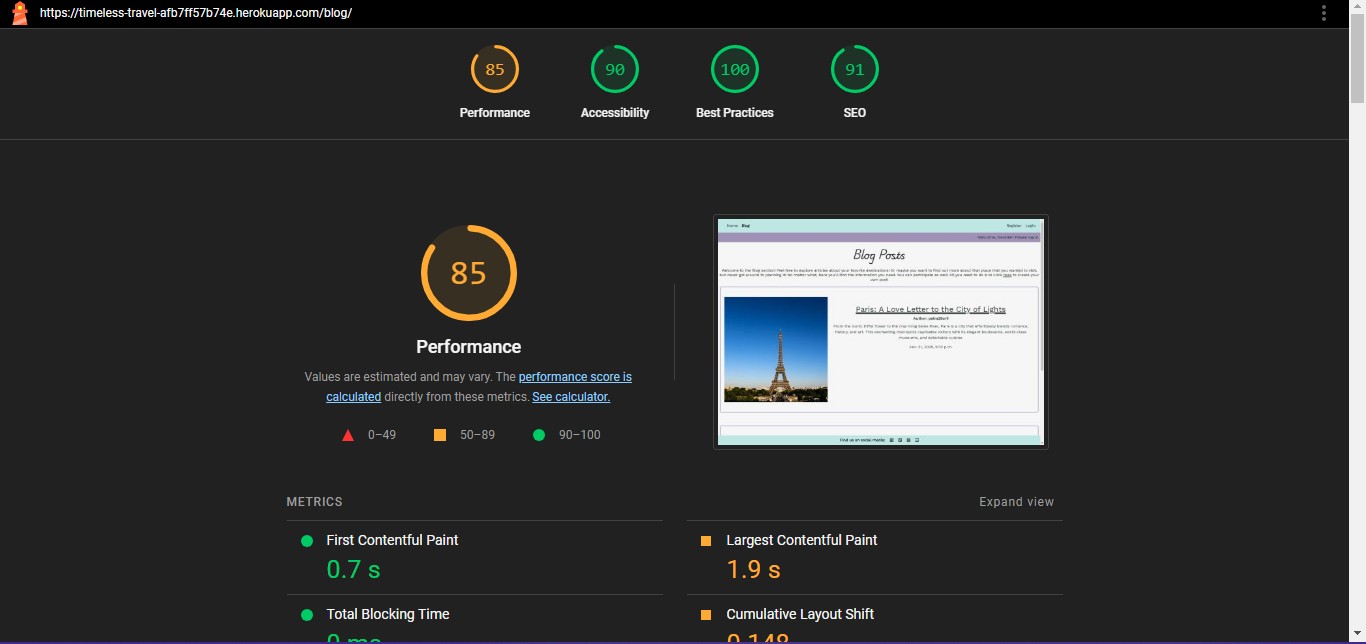 https://timeless-travel-afb7ff57b74e.herokuapp.com/blog/
85 90 100 91
Performance Accessibility Best Practices SEO
85
Performance
Values are estimated and may vary. The performance score is
calculated directly from these metrics. See calculator.
0–49 50–89 90–100
Home Blog Register Login
Blog Posts
Paris: A Love Letter to the City of Lights
Find us on social media:
METRICS Expand view
First Contentful Paint
0.7 s
Largest Contentful Paint
1.9 s
Total Blocking Time
0 ms
Cumulative Layout Shift
0.148